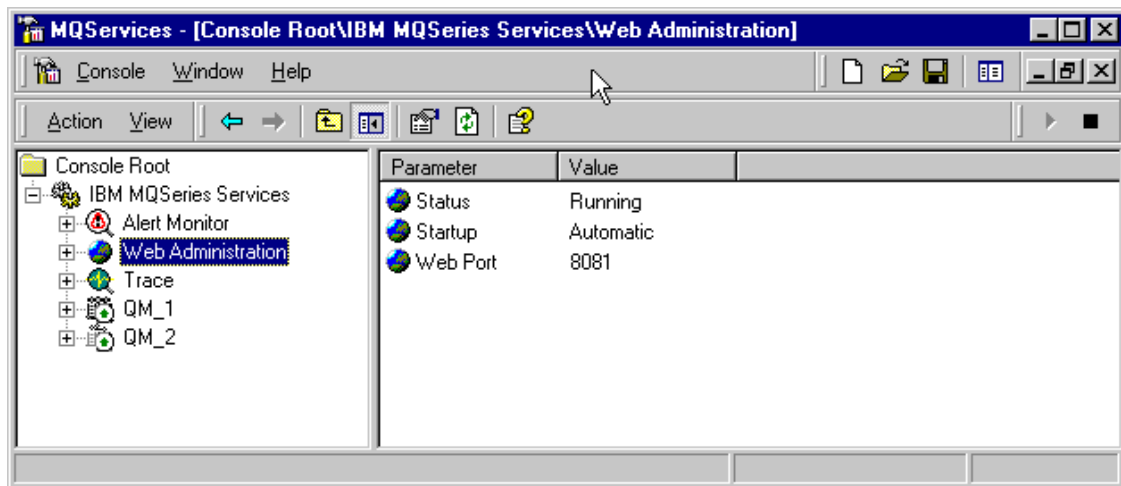 MQServices - [Console Root\IBM MQSeries Services\Web Administration]
Console Window Help
Action View
Console Root
IBM MQSeries Services
Alert Monitor
Web Administration
Trace
QM_1
QM_2
Parameter Value
Status Running
Startup Automatic
Web Port 8081